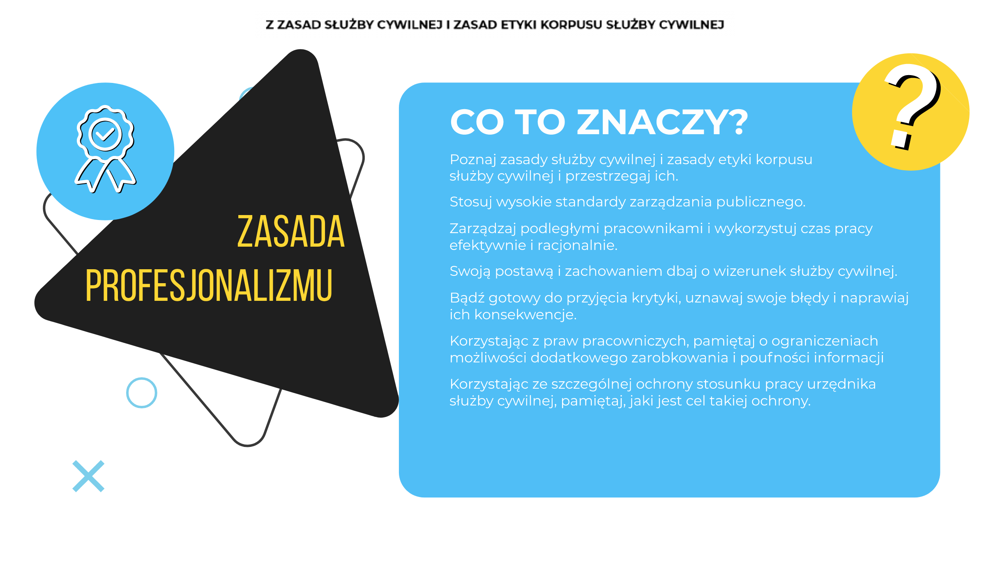 Z ZASAD SŁUŻBY CYWILNEJ I ZASAD ETYKI KORPUSU SŁUŻBY CYWILNEJ
ZASADA
PROFESJONALIZMU
CO TO ZNACZY?
?
Poznaj zasady służby cywilnej i zasady etyki korpusu
służby cywilnej i przestrzegaj ich.
Stosuj wysokie standardy zarządzania publicznego.
Zarządzaj podległymi pracownikami i wykorzystuj czas pracy
efektywnie i racjonalnie.
Swoją postawą i zachowaniem dbaj o wizerunek służby cywilnej.
Bądź gotowy do przyjęcia krytyki, uznawaj swoje błędy i naprawiaj
ich konsekwencje.
Korzystając z praw pracowniczych, pamiętaj o ograniczeniach
możliwości dodatkowego zarobkowania i poufności informacji
Korzystając ze szczególnej ochrony stosunku pracy urzędnika
służby cywilnej, pamiętaj, jaki jest cel takiej ochrony.